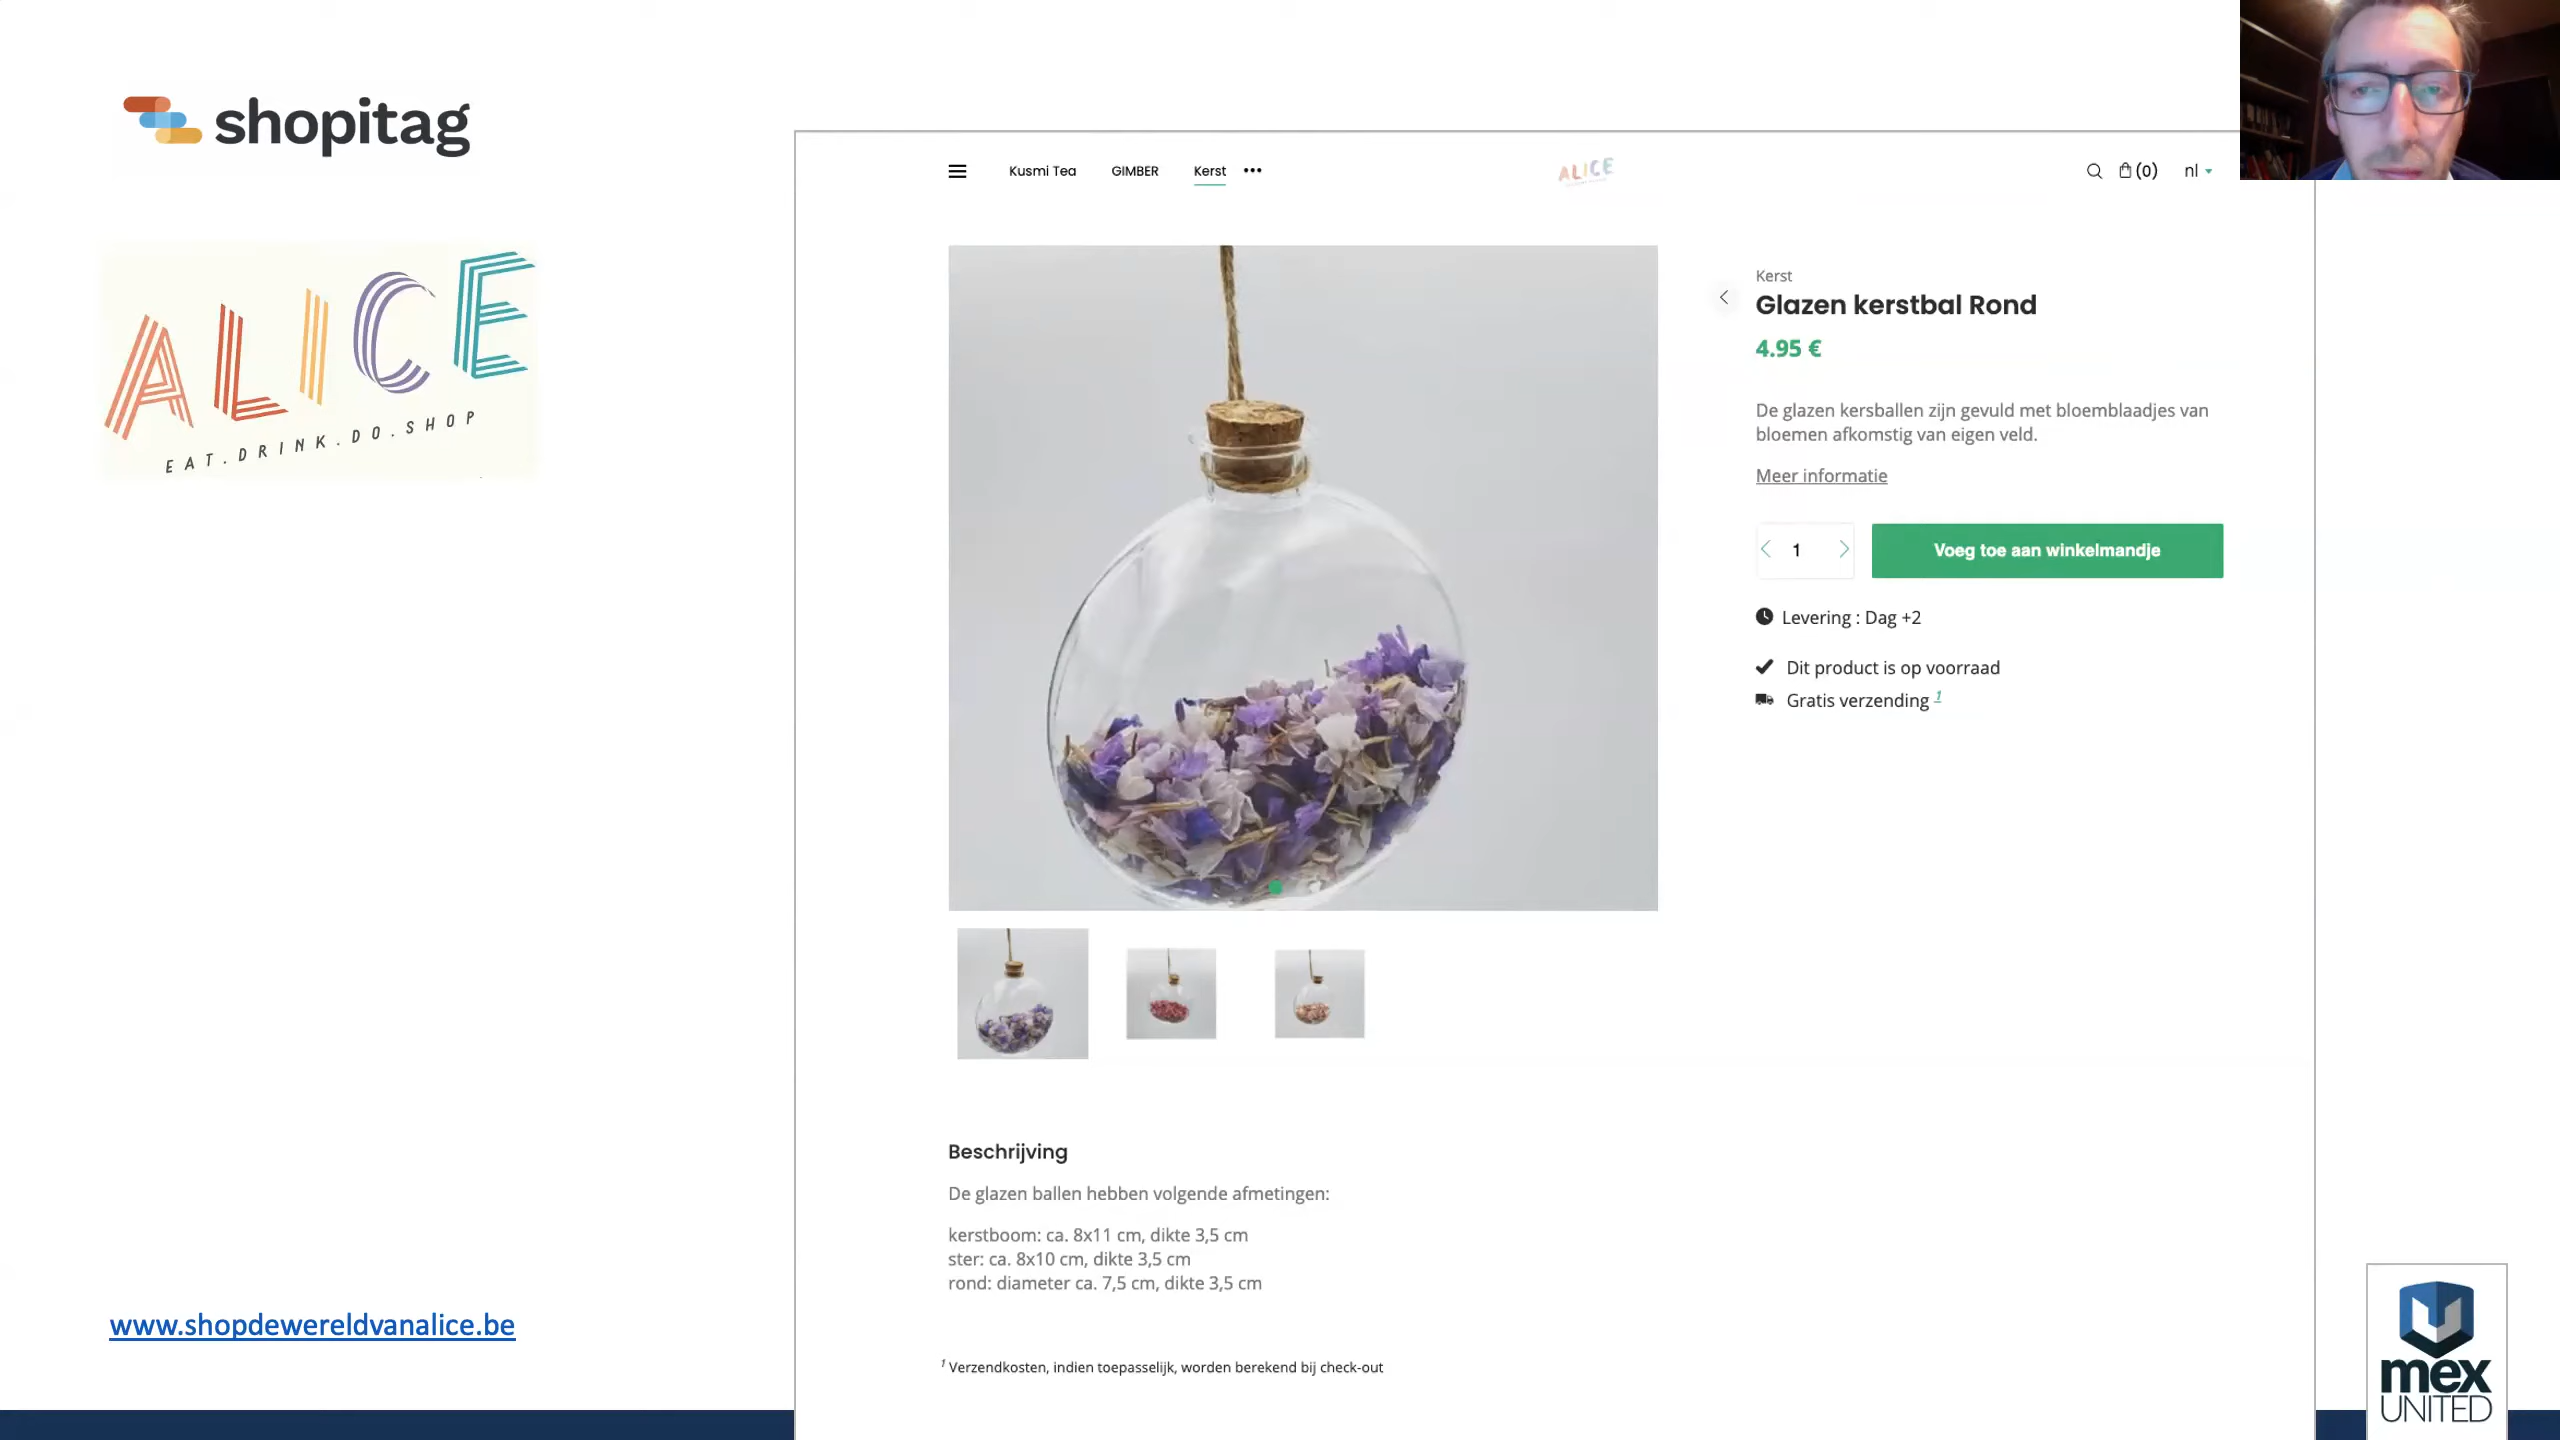 shopitag
ALICE
EAT.DRINK.DO.SHOP
www.shopdewereldvanalice.be
Kusmi Tea
GIMBER
Kerst
•••
ALICE
(0)
nl
Kerst
Glazen kerstbal Rond
4.95 €
De glazen kersballen zijn gevuld met bloemblaadjes van
bloemen afkomstig van eigen veld.
Meer informatie
1
Voeg toe aan winkelmandje
Levering : Dag +2
Dit product is op voorraad
Gratis verzending 1
Beschrijving
De glazen ballen hebben volgende afmetingen:
kerstboom: ca. 8x11 cm, dikte 3,5 cm
ster: ca. 8x10 cm, dikte 3,5 cm
rond: diameter ca. 7,5 cm, dikte 3,5 cm
1 Verzendkosten, indien toepasselijk, worden berekend bij check-out
mex
UNITED